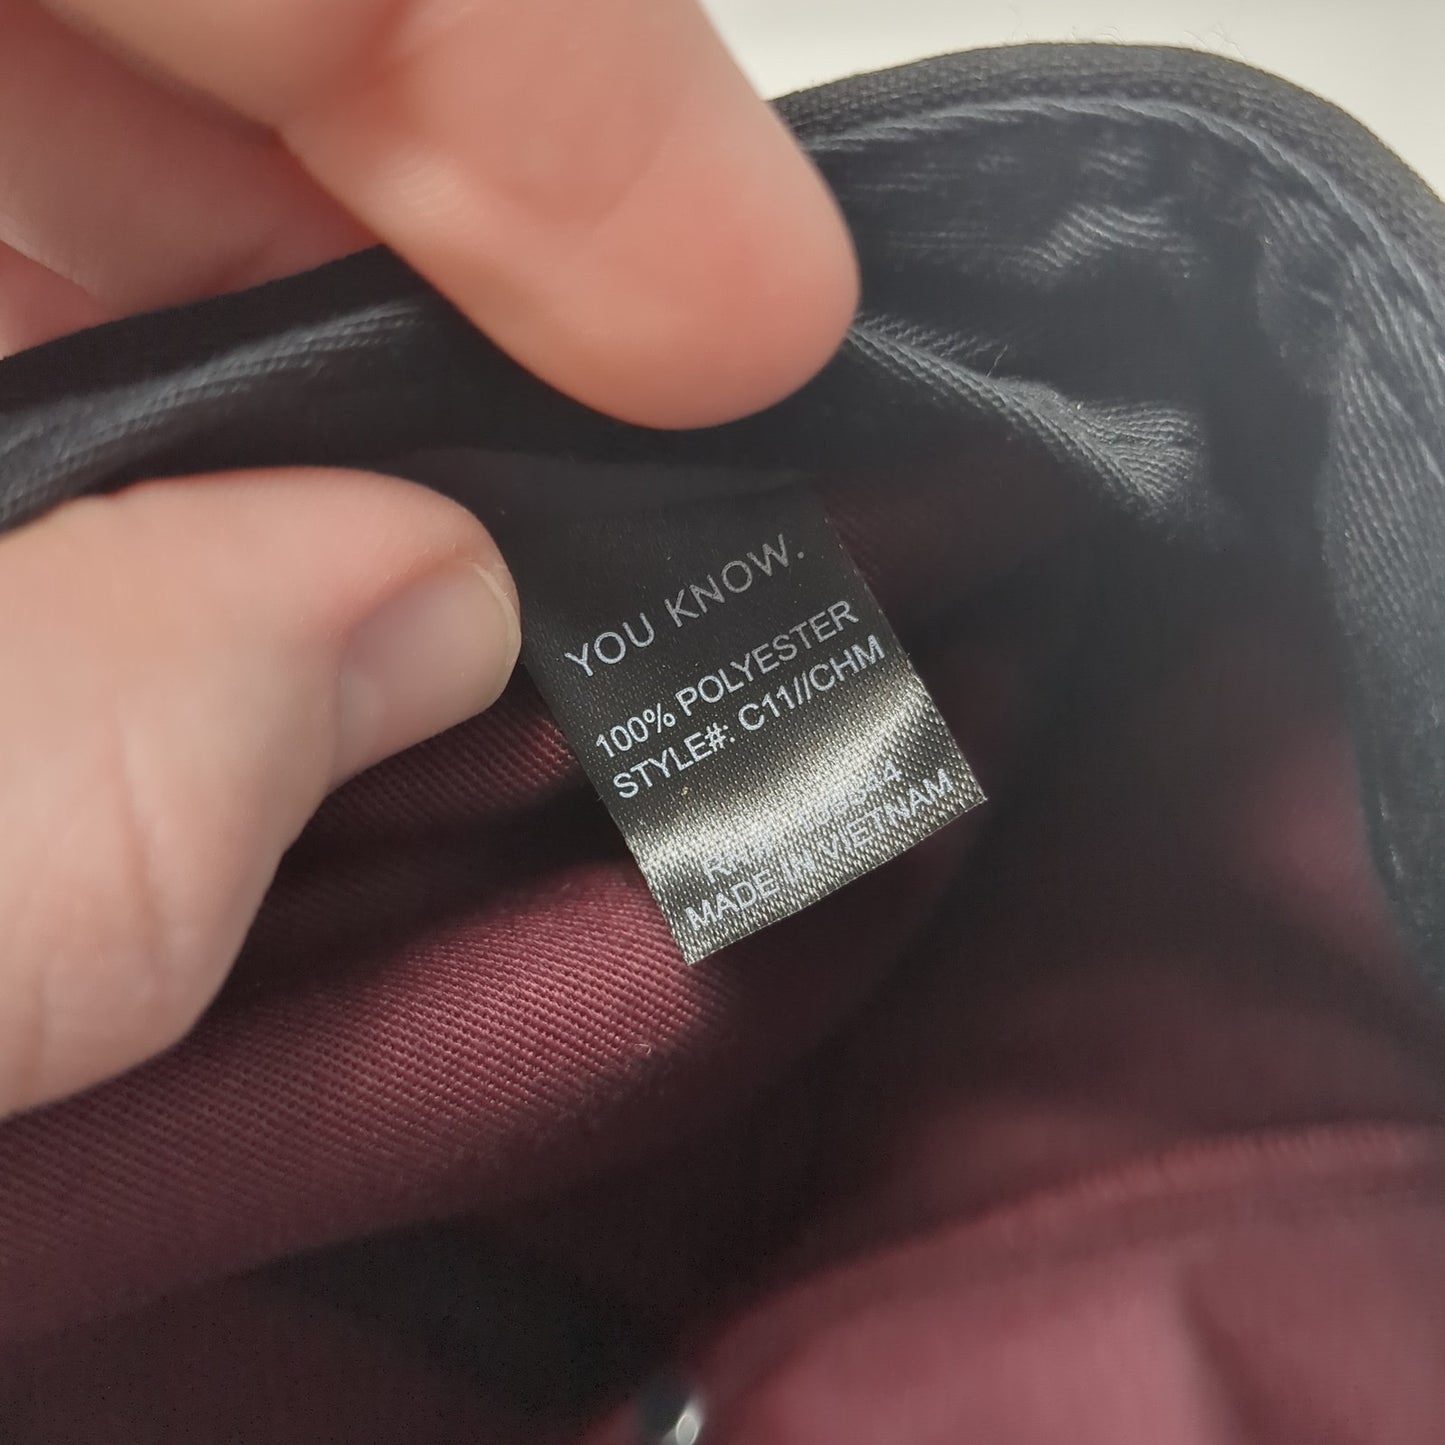 YOU KNOW.
100% POLYESTER
STYLE#: C11//CHM
MADE IN VIETNAM